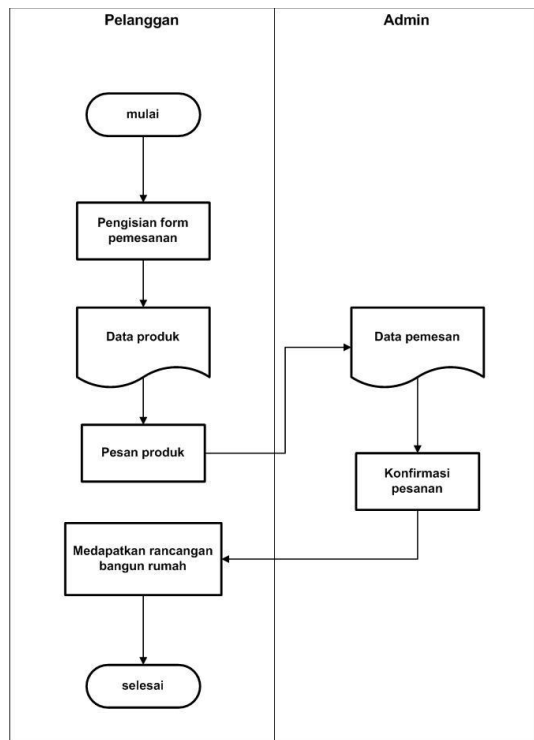 Pelanggan
Admin
mulai
Pengisian form
pemesanan
Data produk
Data pemesan
Pesan produk
Konfirmasi
pesanan
Medapatkan rancangan
bangun rumah
selesai